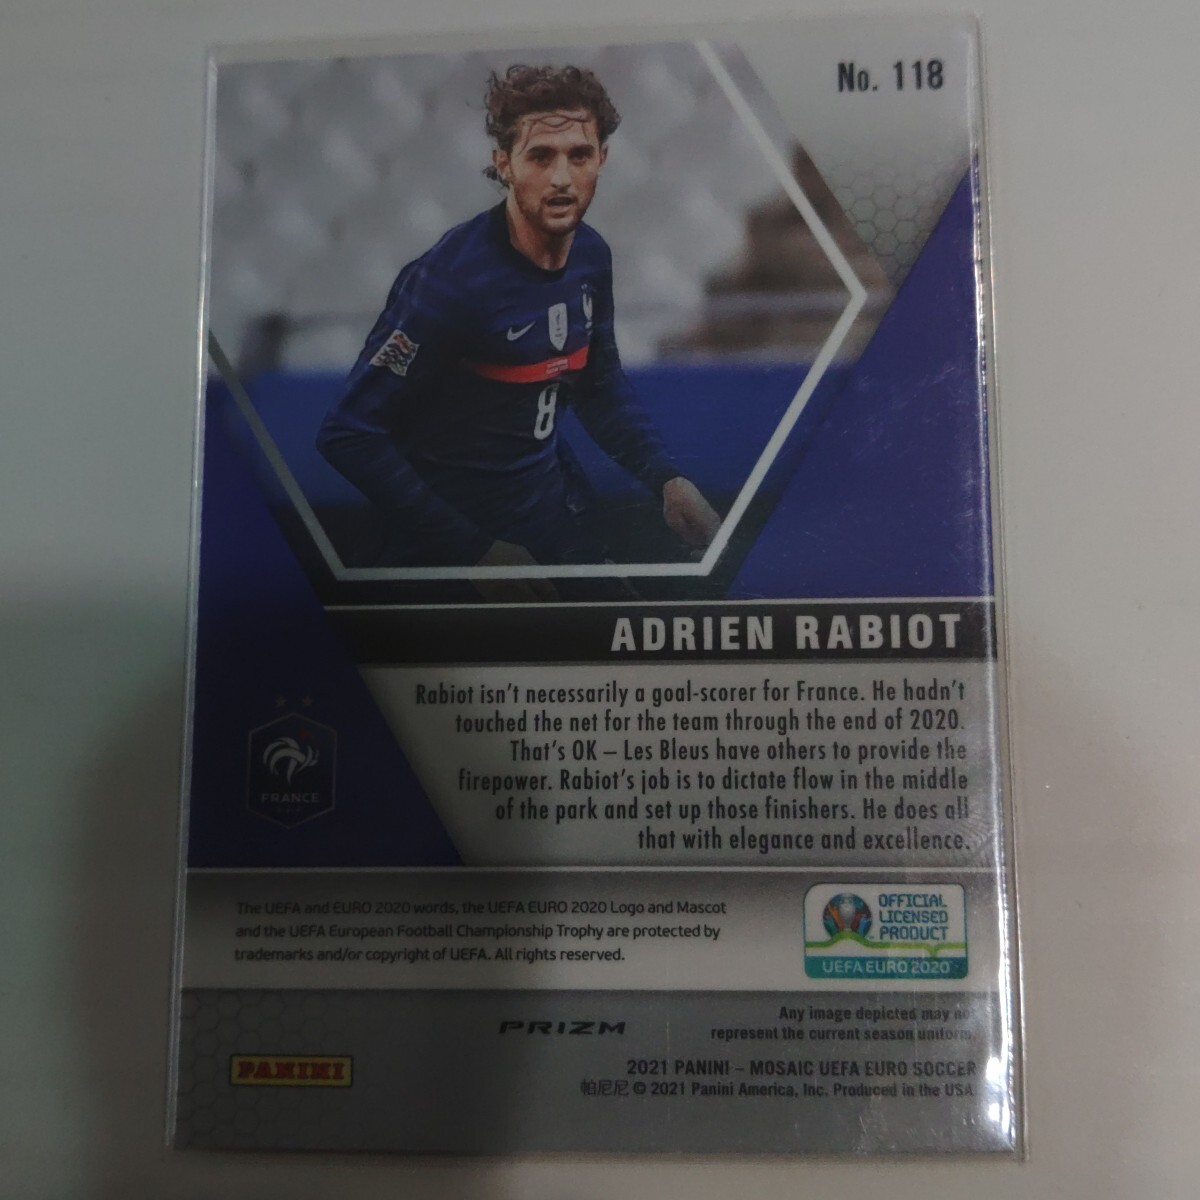 No. 118
8
ADRIEN RABIOT
Rabiot isn't necessarily a goal-scorer for France. He hadn't
touched the net for the team through the end of 2020.
That's OK – Les Bleus have others to provide the
firepower. Rabiot's job is to dictate flow in the middle
of the park and set up those finishers. He does all
that with elegance and excellence.
FRANCE
The UEFA and EURO 2020 words, the UEFA EURO 2020 Logo and Mascot
and the UEFA European Football Championship Trophy are protected by
trademarks and/or copyright of UEFA. All rights reserved.
OFFICIAL
LICENSED
PRODUCT
UEFA EURO 2020
Any image depicted may not
represent the current season uniform.
PRIZM
PANINI
2021 PANINI – MOSAIC UEFA EURO SOCCER
帕尼尼 © 2021 Panini America, Inc. Produced in the USA